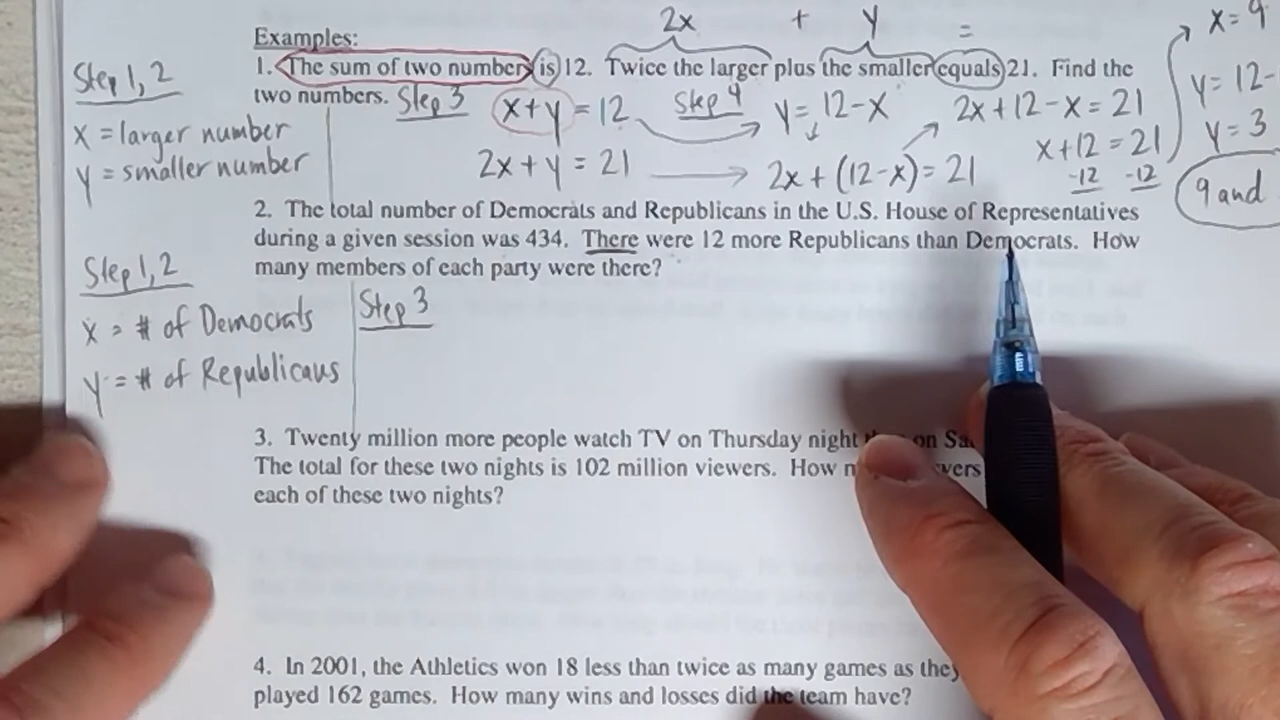 2x + y =
Examples:
1. The sum of two numbers is 12. Twice the larger plus the smaller equals 21. Find the
two numbers.
Step 1, 2
x = larger number
y = smaller number
Step 3
x+y = 12
2x + y = 21
Step 4
y = 12-x
2x + (12-x) = 21
2x + 12 - x = 21
x + 12 = 21
-12 -12
x = 9
y = 12-
y = 3
9 and
2. The total number of Democrats and Republicans in the U.S. House of Representatives
during a given session was 434. There were 12 more Republicans than Democrats. How
many members of each party were there?
Step 1, 2
x = # of Democrats
y = # of Republicans
Step 3
3. Twenty million more people watch TV on Thursday night on
The total for these two nights is 102 million viewers. How
each of these two nights?
4. In 2001, the Athletics won 18 less than twice as many games as they
played 162 games. How many wins and losses did the team have?